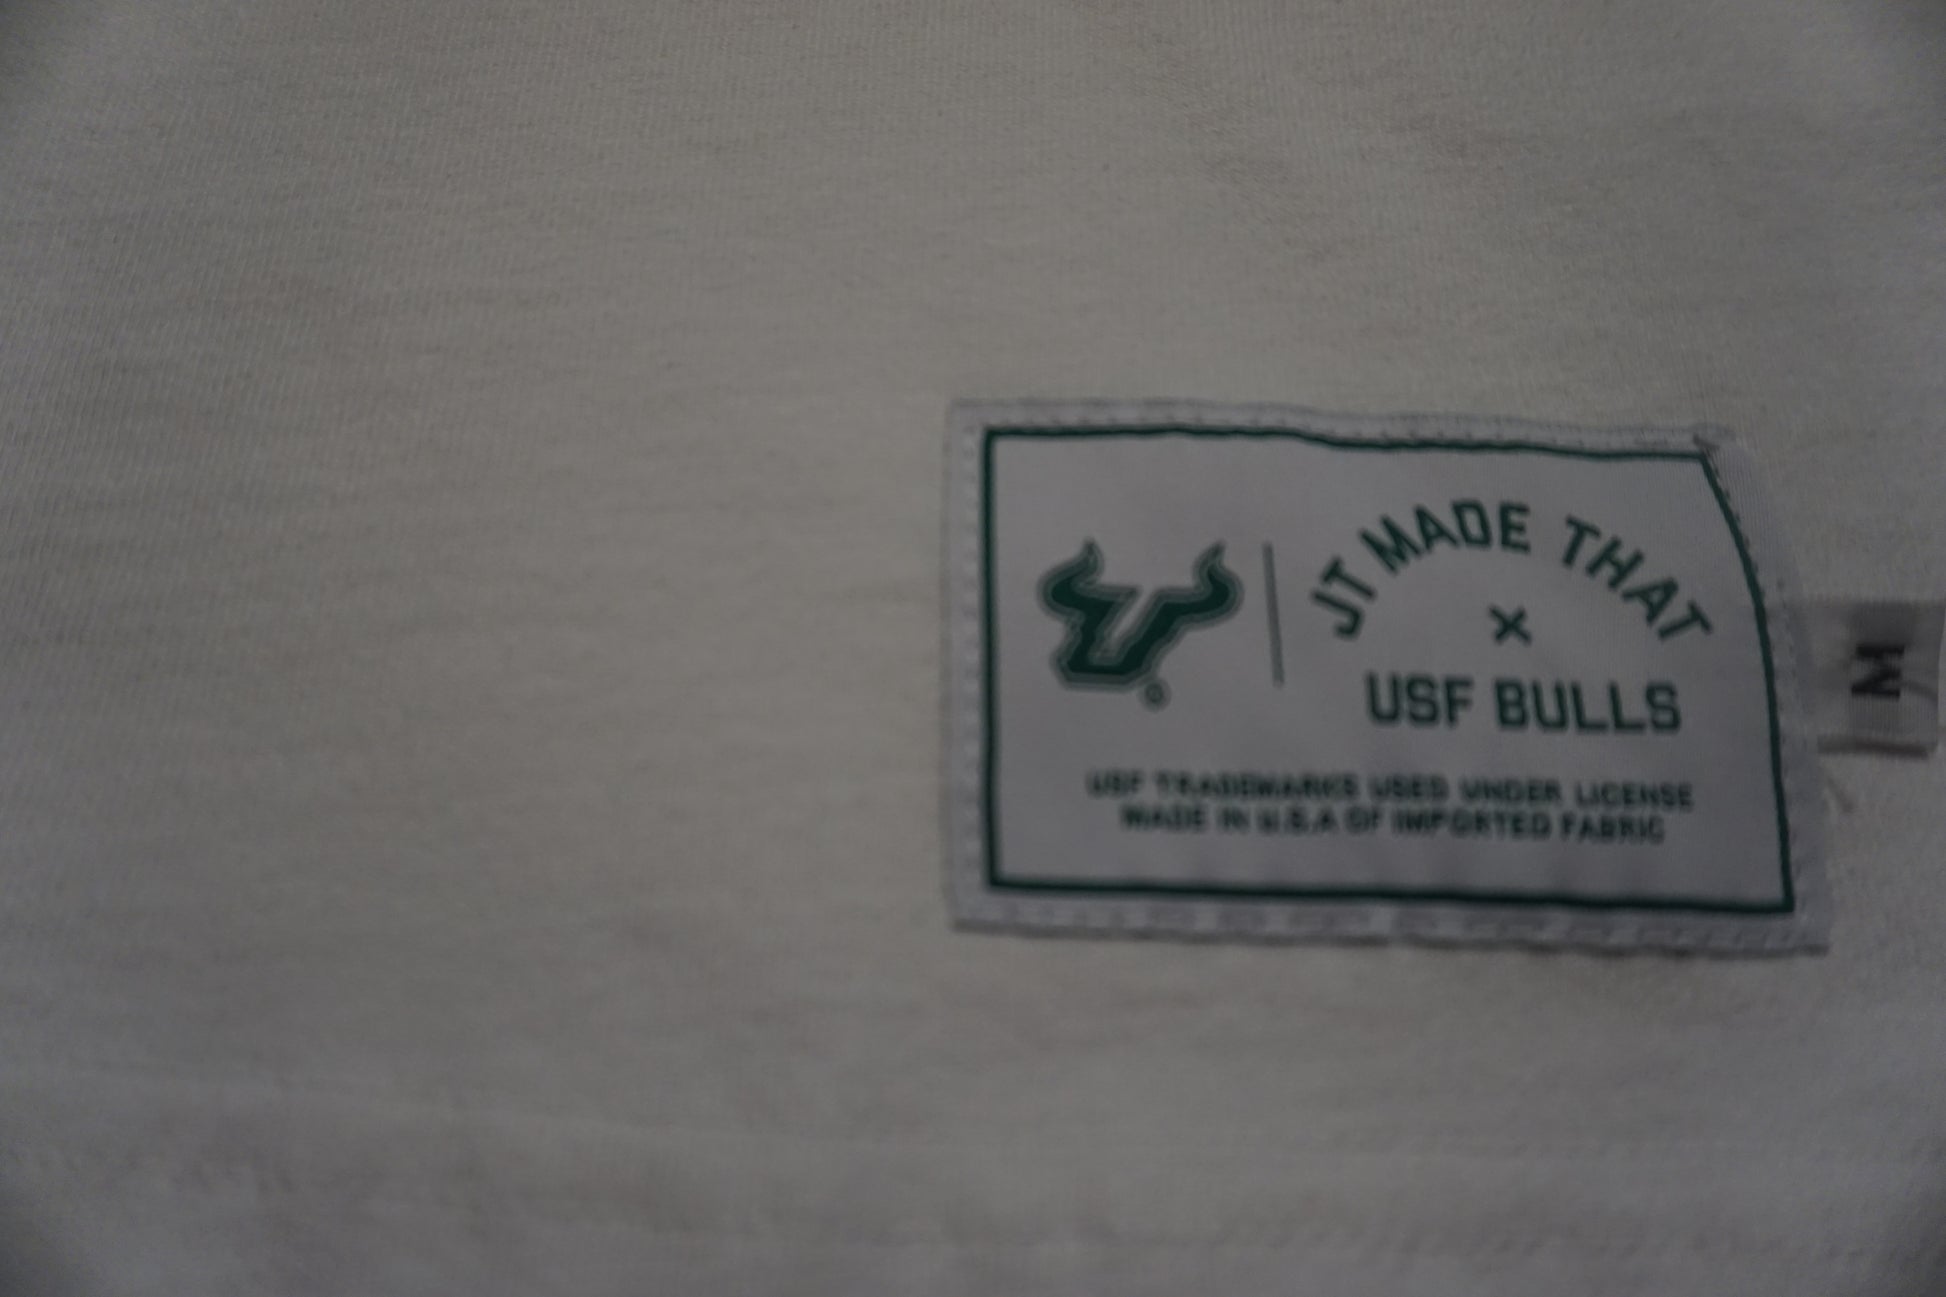 JT MADE THAT
×
USF BULLS
USF TRADEMARKS USED UNDER LICENSE
MADE IN U.S.A OF IMPORTED FABRIC
M